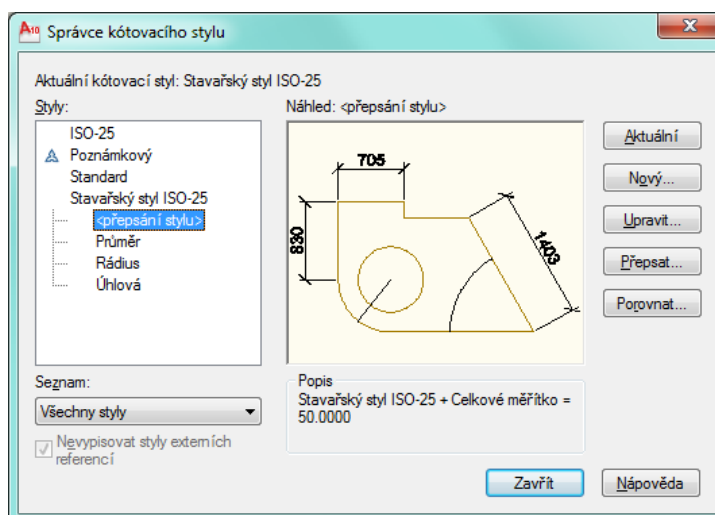 A10 Správce kótovacího stylu
Aktuální kótovací styl: Stavařský styl ISO-25
Styly:
ISO-25
Poznámkový
Standard
Stavařský styl ISO-25
<přepsání stylu>
Průměr
Rádius
Úhlová
Náhled: <přepsání stylu>
705
830
1403
Aktuální
Nový...
Upravit...
Přepsat...
Porovnat...
Seznam:
Všechny styly
Nevypisovat styly externích
referencí
Popis
Stavařský styl ISO-25 + Celkové měřítko =
50.0000
Zavřít
Nápověda